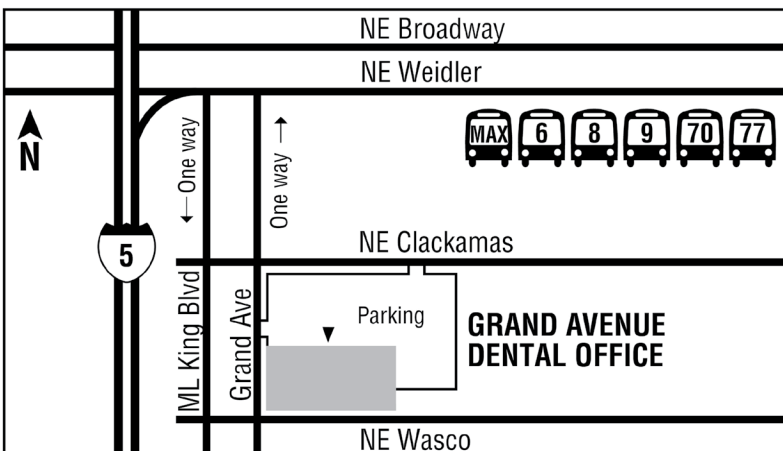 NE Broadway
NE Weidler
N
One way
One way
MAX
6
8
9
70
77
5
NE Clackamas
ML King Blvd
Grand Ave
Parking
GRAND AVENUE
DENTAL OFFICE
NE Wasco